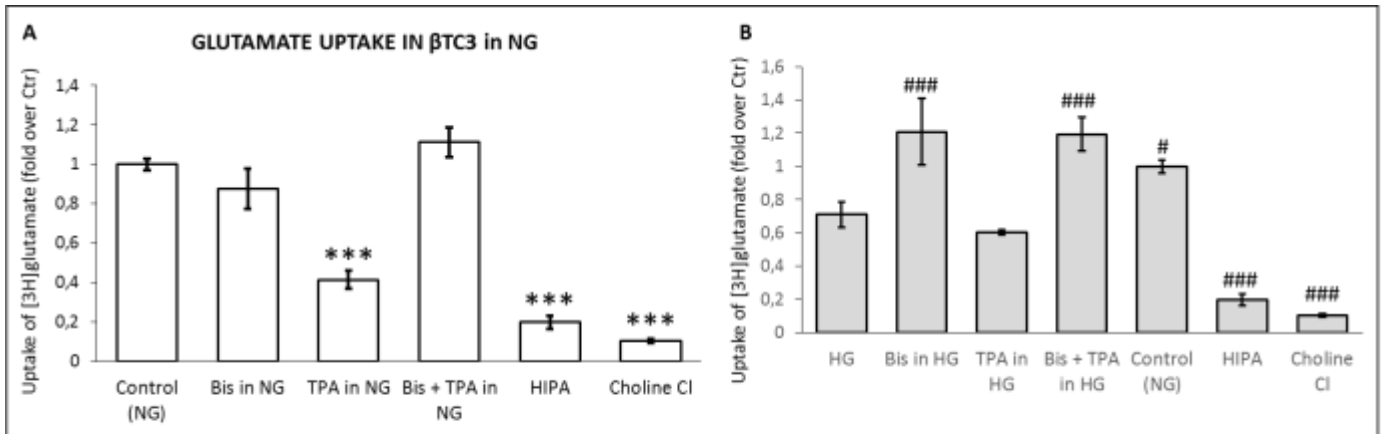 A
GLUTAMATE UPTAKE IN βTC3 in NG
Uptake of [3H]glutamate (fold over Ctr)
1,4
1,2
1
0,8
0,6
0,4
0,2
0
***
***
***
Control
(NG)
Bis in NG
TPA in NG
Bis + TPA in
NG
HIPA
Choline Cl
B
Uptake of [3H]glutamate (fold over Ctr)
1,6
1,4
1,2
1
0,8
0,6
0,4
0,2
0
###
###
#
###
###
HG
Bis in HG
TPA in
HG
Bis + TPA
in HG
Control
(NG)
HIPA
Choline
Cl